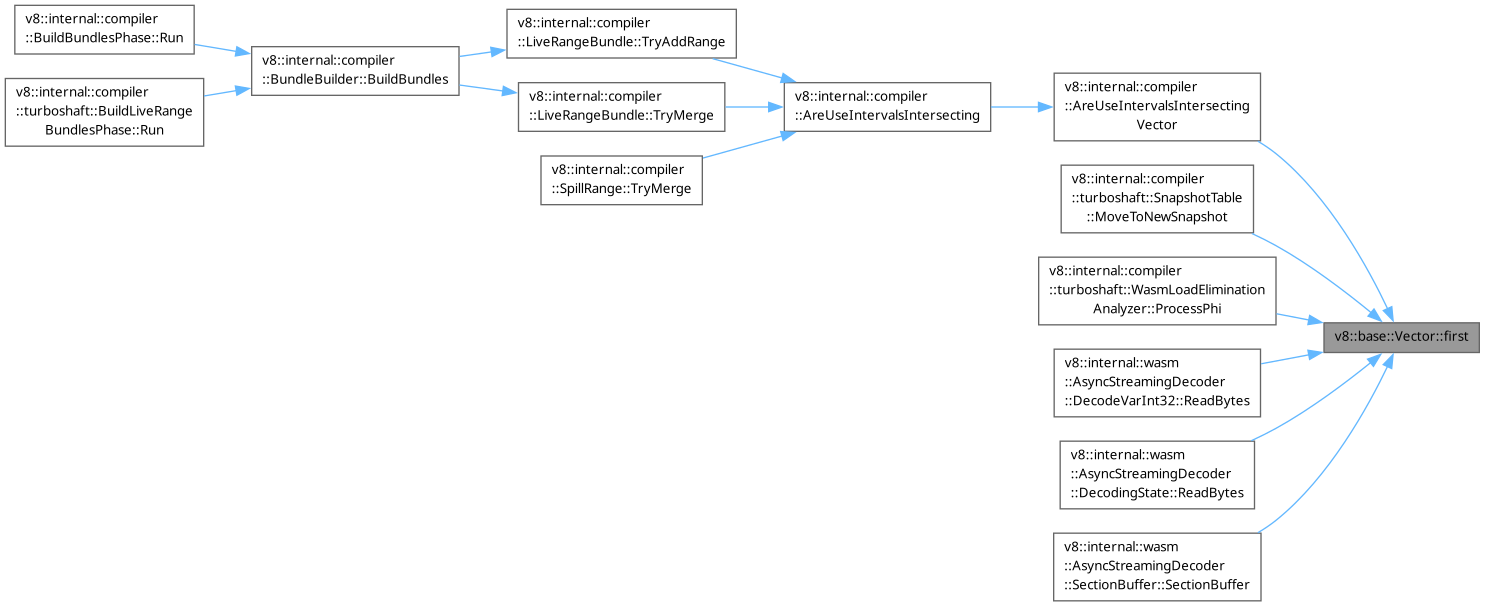 v8::internal::compiler
::BuildBundlesPhase::Run
v8::internal::compiler
::turboshaft::BuildLiveRange
BundlesPhase::Run
v8::internal::compiler
::BundleBuilder::BuildBundles
v8::internal::compiler
::LiveRangeBundle::TryAddRange
v8::internal::compiler
::LiveRangeBundle::TryMerge
v8::internal::compiler
::SpillRange::TryMerge
v8::internal::compiler
::AreUseIntervalsIntersecting
v8::internal::compiler
::AreUseIntervalsIntersecting
Vector
v8::internal::compiler
::turboshaft::SnapshotTable
::MoveToNewSnapshot
v8::internal::compiler
::turboshaft::WasmLoadElimination
Analyzer::ProcessPhi
v8::internal::wasm
::AsyncStreamingDecoder
::DecodeVarInt32::ReadBytes
v8::internal::wasm
::AsyncStreamingDecoder
::DecodingState::ReadBytes
v8::internal::wasm
::AsyncStreamingDecoder
::SectionBuffer::SectionBuffer
v8::base::Vector::first